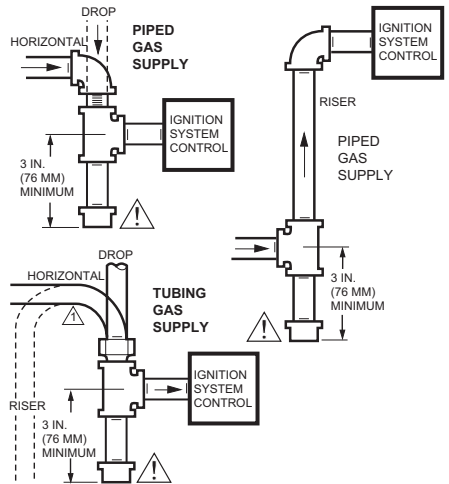 DROP
HORIZONTAL
PIPED
GAS
SUPPLY
IGNITION
SYSTEM
CONTROL
3 IN.
(76 MM)
MINIMUM
!
IGNITION
SYSTEM
CONTROL
RISER
PIPED
GAS
SUPPLY
3 IN.
(76 MM)
MINIMUM
!
DROP
HORIZONTAL
TUBING
GAS
SUPPLY
1
IGNITION
SYSTEM
CONTROL
RISER
3 IN.
(76 MM)
MINIMUM
!